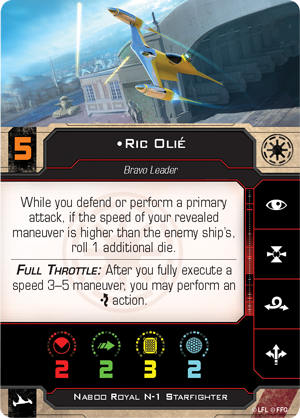 5
•Ric Olié
Bravo Leader
While you defend or perform a primary
attack, if the speed of your revealed
maneuver is higher than the enemy ship's,
roll 1 additional die.
Full Throttle: After you fully execute a
speed 3–5 maneuver, you may perform an
action.
2 2 3 2
Naboo Royal N-1 Starfighter
©LFL ©FFG